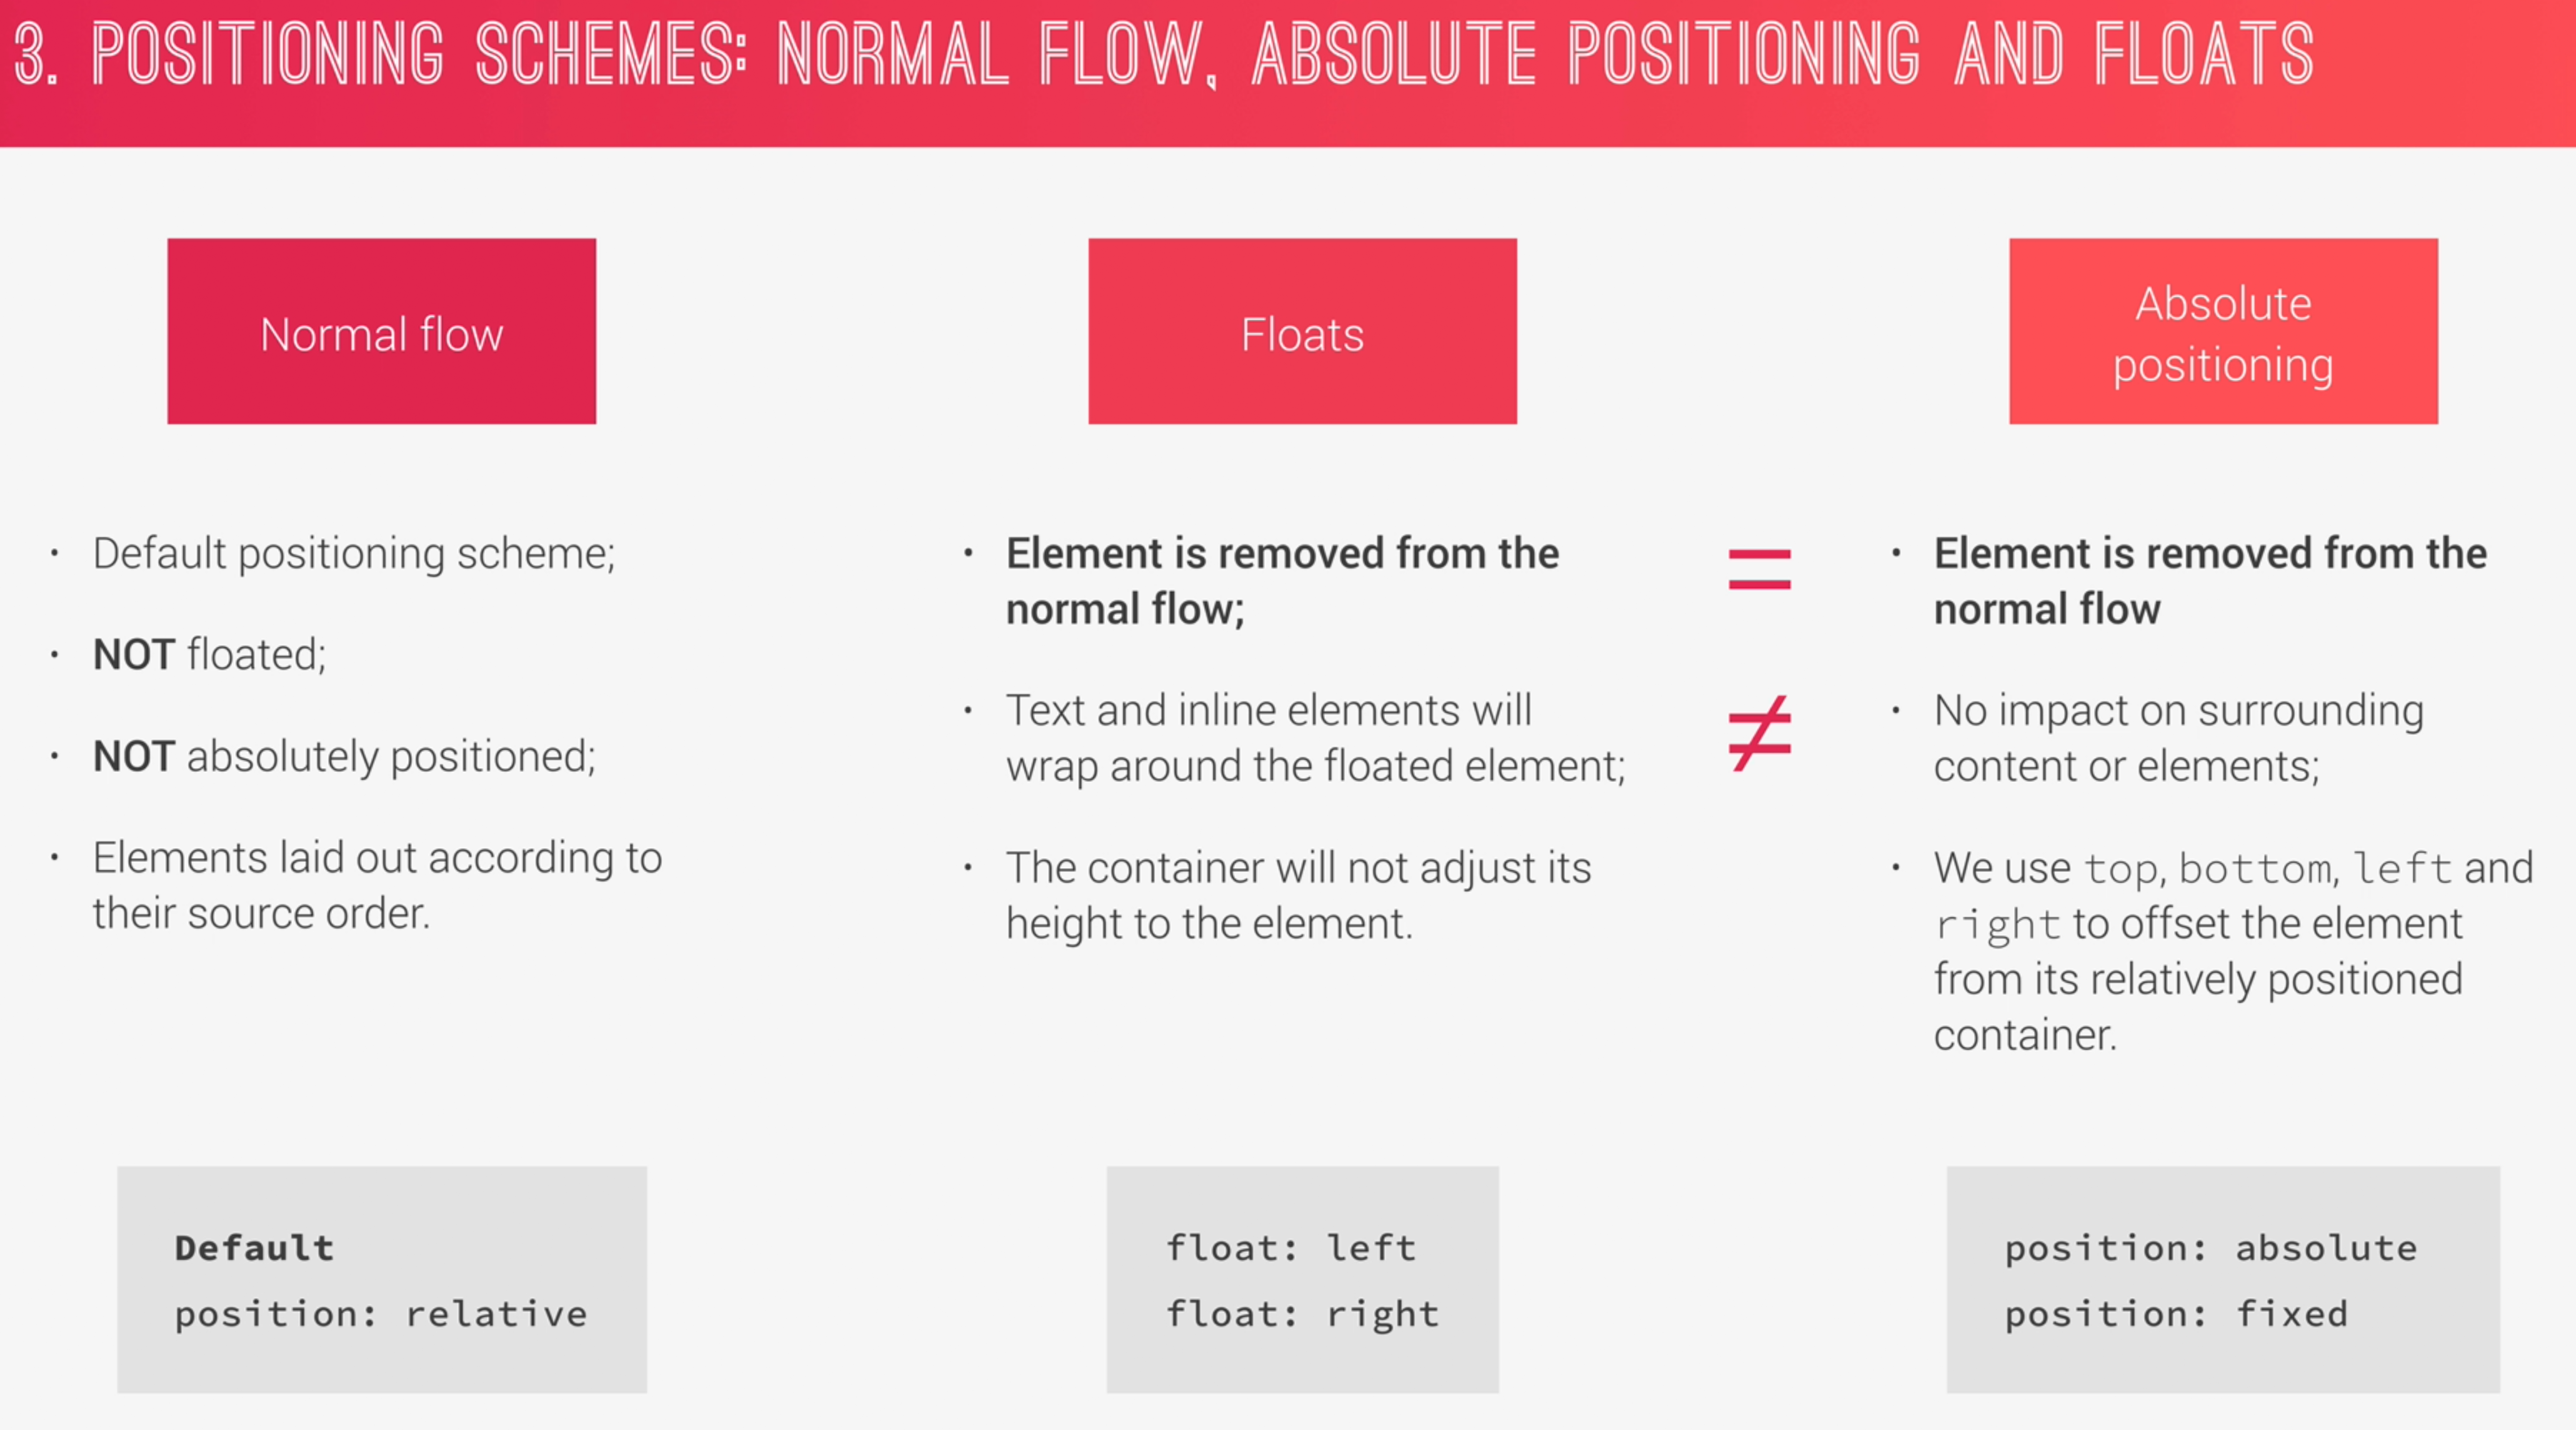 3. POSITIONING SCHEMES: NORMAL FLOW, ABSOLUTE POSITIONING AND FLOATS
Normal flow
• Default positioning scheme;
• NOT floated;
• NOT absolutely positioned;
• Elements laid out according to
their source order.
Default
position: relative
Floats
• Element is removed from the
normal flow;
• Text and inline elements will
wrap around the floated element;
• The container will not adjust its
height to the element.
float: left
float: right
=
≠
Absolute
positioning
• Element is removed from the
normal flow
• No impact on surrounding
content or elements;
• We use top, bottom, left and
right to offset the element
from its relatively positioned
container.
position: absolute
position: fixed